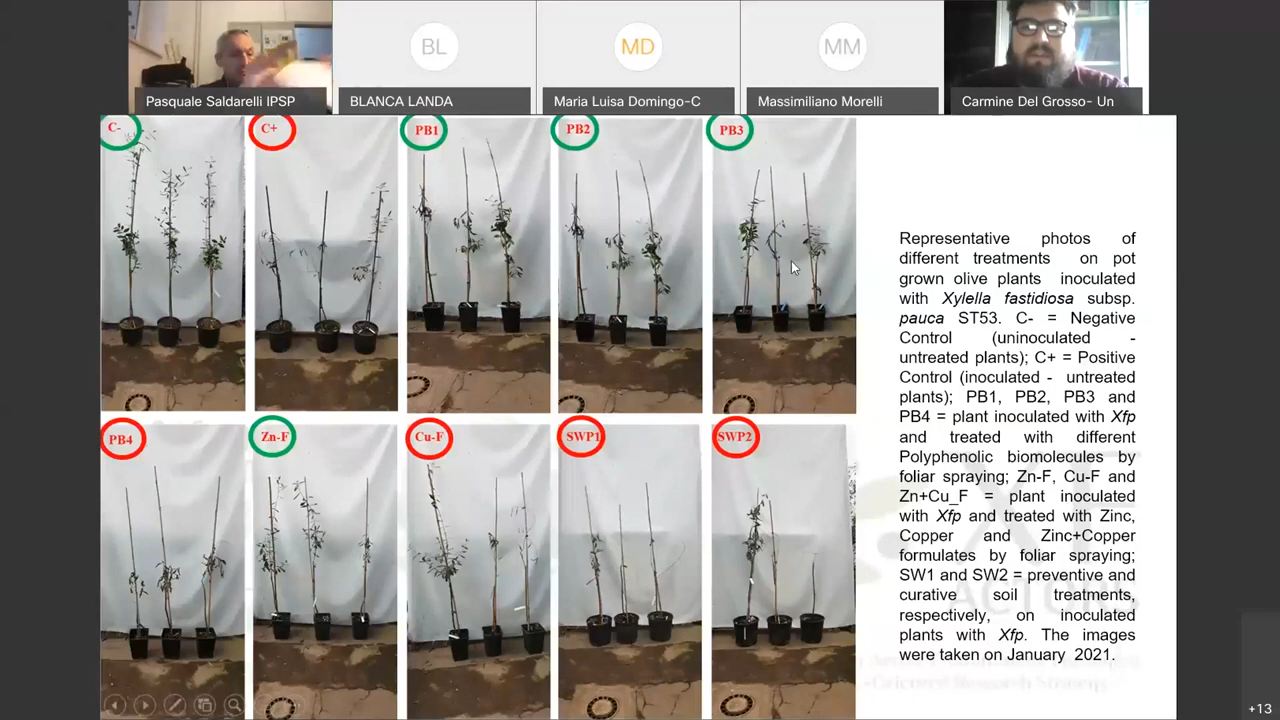 BL
MD
MM
Pasquale Saldarelli IPSP
BLANCA LANDA
Maria Luisa Domingo-C
Massimiliano Morelli
Carmine Del Grosso- Un
C-
C+
PB1
PB2
PB3
PB4
Zn-F
Cu-F
SWP1
SWP2
Representative photos of
different treatments on pot
grown olive plants inoculated
with Xylella fastidiosa subsp.
pauca ST53. C- = Negative
Control (uninoculated -
untreated plants); C+ = Positive
Control (inoculated - untreated
plants); PB1, PB2, PB3 and
PB4 = plant inoculated with Xfp
and treated with different
Polyphenolic biomolecules by
foliar spraying; Zn-F, Cu-F and
Zn+Cu_F = plant inoculated
with Xfp and treated with Zinc,
Copper and Zinc+Copper
formulates by foliar spraying;
SW1 and SW2 = preventive and
curative soil treatments,
respectively, on inoculated
plants with Xfp. The images
were taken on January 2021.
XF
ACTORS
-Oriented Research Strategy
+13